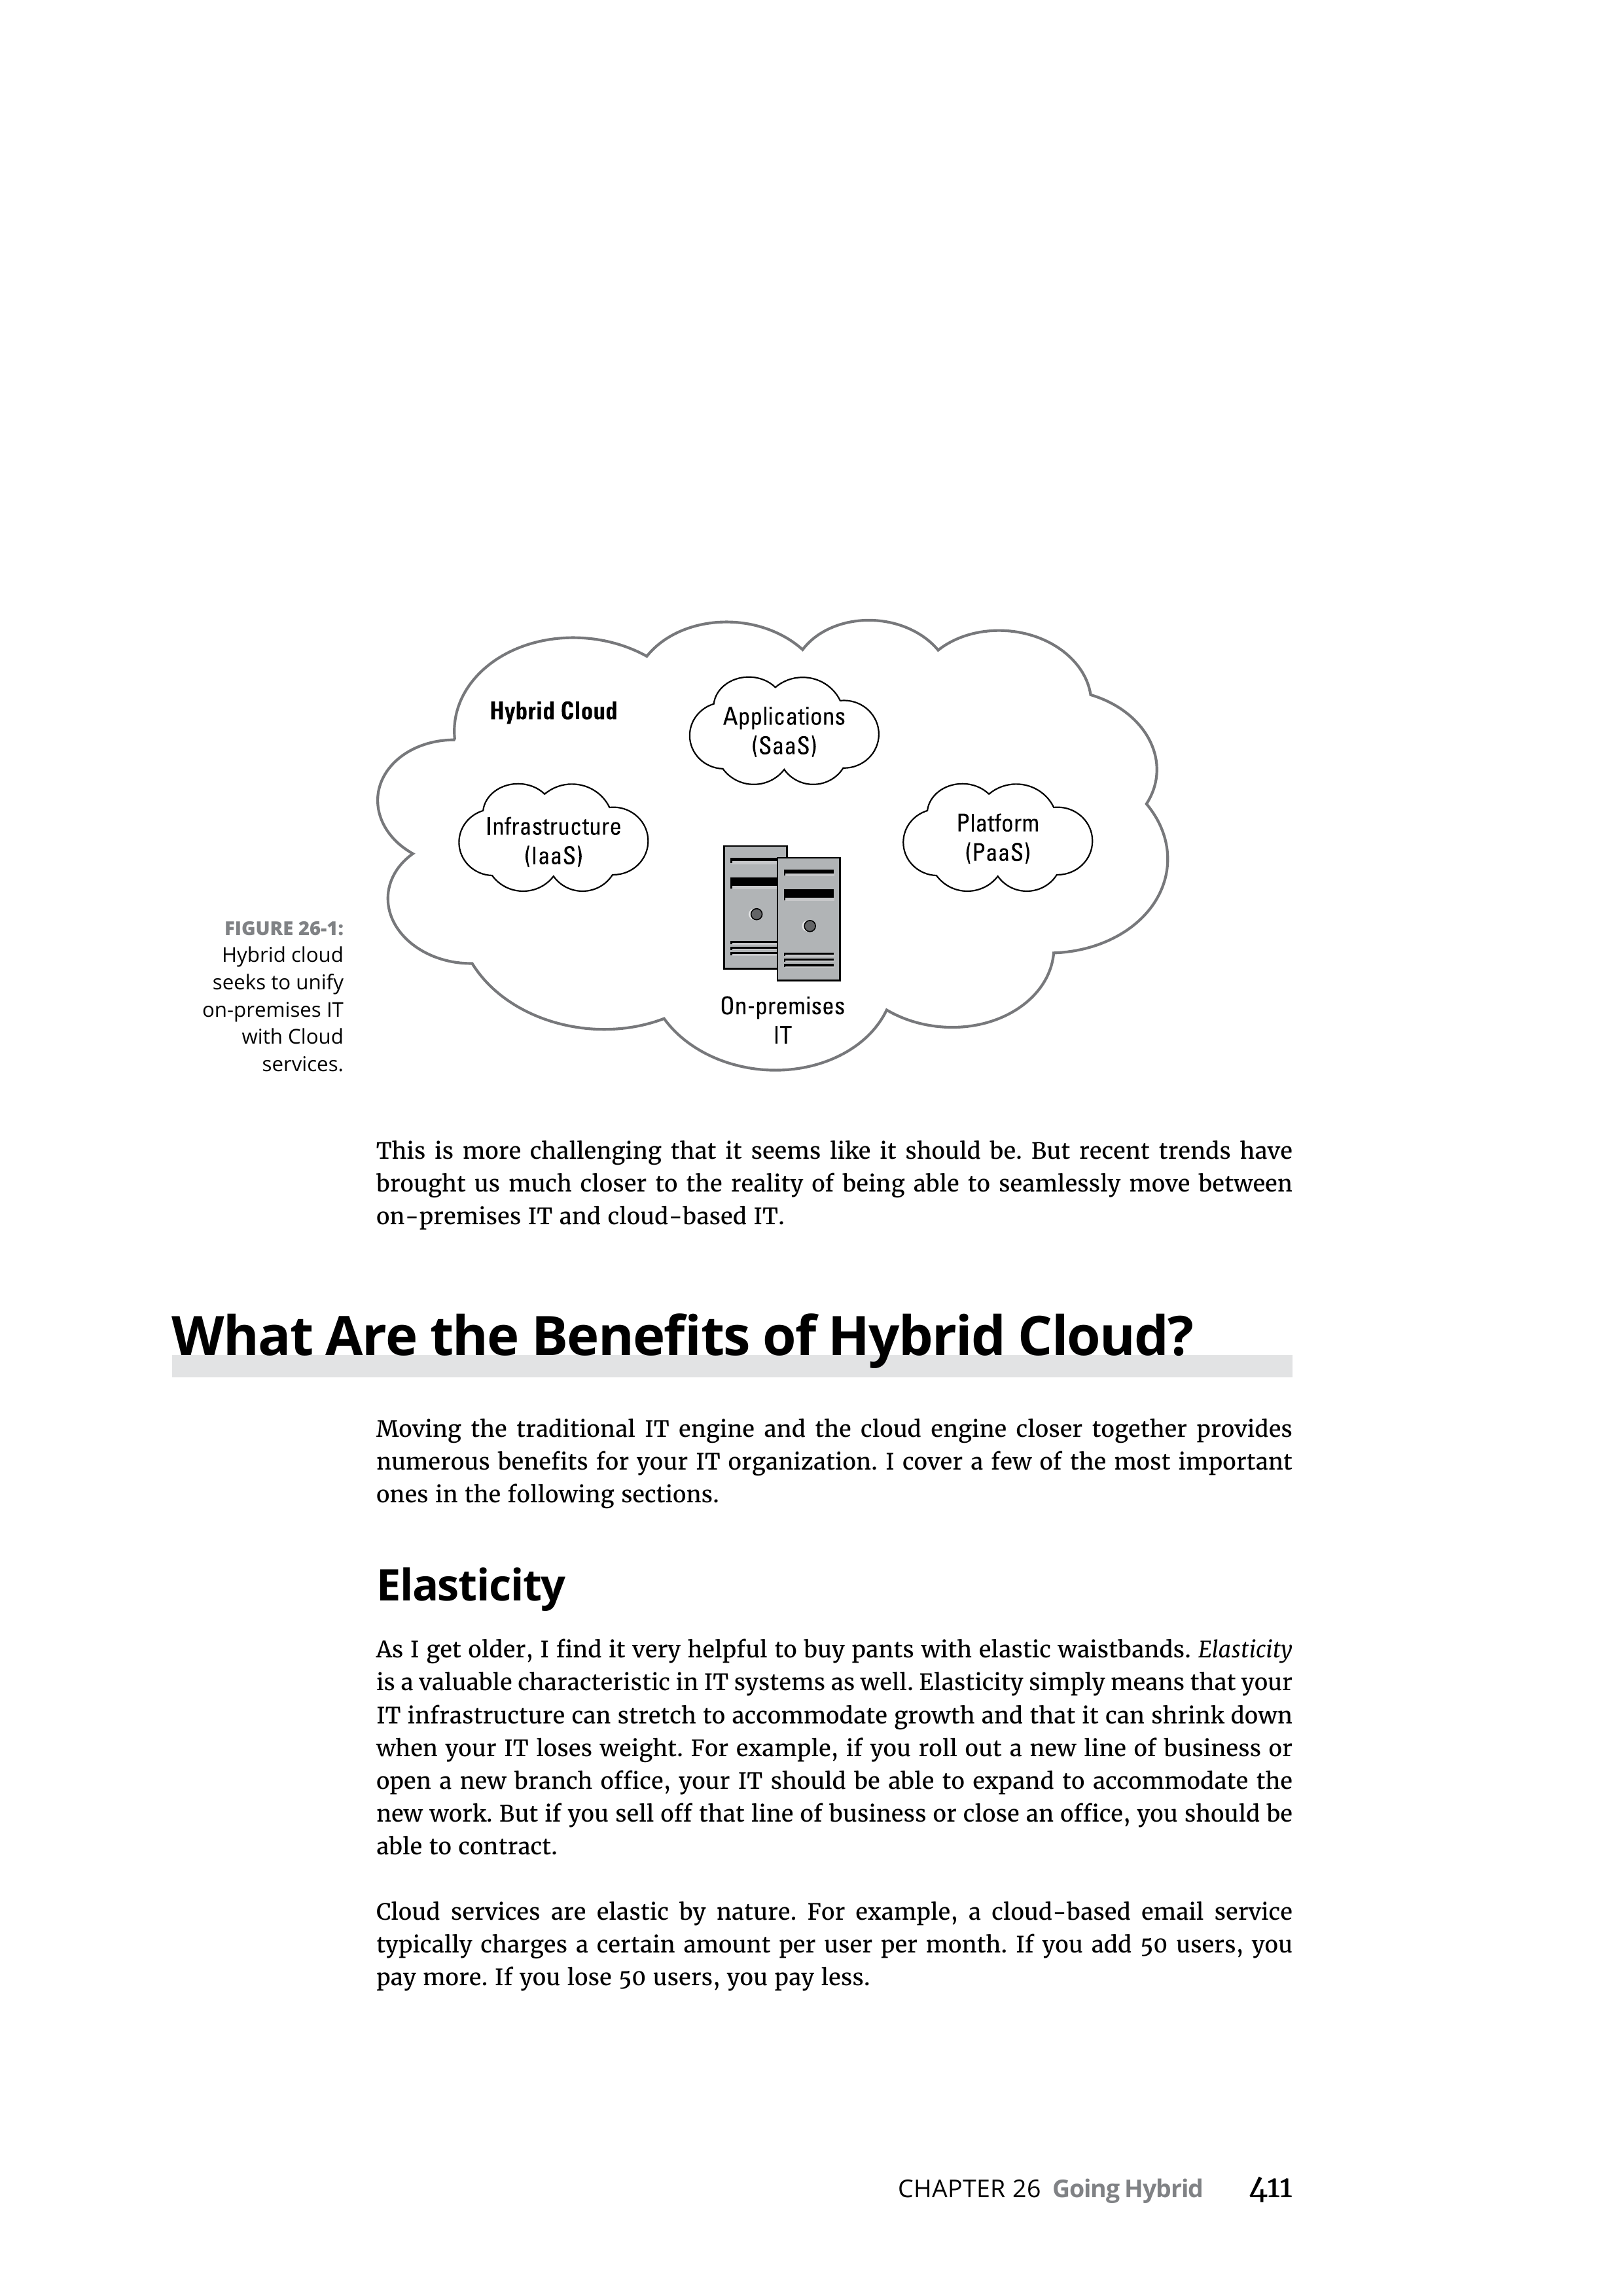 Hybrid Cloud
Applications
(SaaS)
Infrastructure
(IaaS)
Platform
(PaaS)
On-premises
IT
FIGURE 26-1:
Hybrid cloud
seeks to unify
on-premises IT
with Cloud
services.
This is more challenging that it seems like it should be. But recent trends have
brought us much closer to the reality of being able to seamlessly move between
on-premises IT and cloud-based IT.
What Are the Benefits of Hybrid Cloud?
Moving the traditional IT engine and the cloud engine closer together provides
numerous benefits for your IT organization. I cover a few of the most important
ones in the following sections.
Elasticity
As I get older, I find it very helpful to buy pants with elastic waistbands. Elasticity
is a valuable characteristic in IT systems as well. Elasticity simply means that your
IT infrastructure can stretch to accommodate growth and that it can shrink down
when your IT loses weight. For example, if you roll out a new line of business or
open a new branch office, your IT should be able to expand to accommodate the
new work. But if you sell off that line of business or close an office, you should be
able to contract.
Cloud services are elastic by nature. For example, a cloud-based email service
typically charges a certain amount per user per month. If you add 50 users, you
pay more. If you lose 50 users, you pay less.
CHAPTER 26 Going Hybrid 411